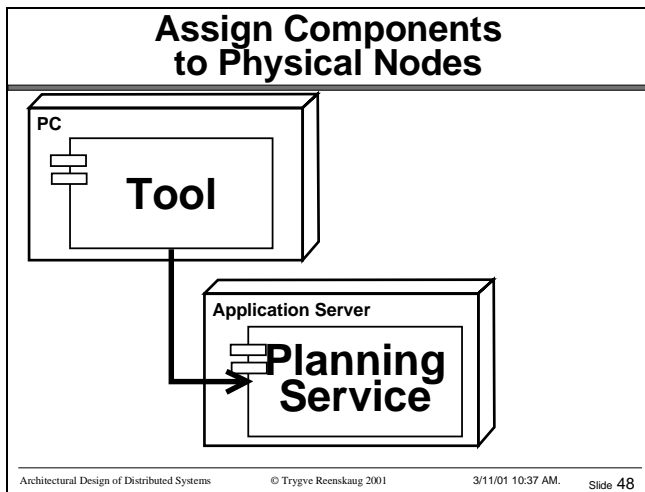 Assign Components
to Physical Nodes
PC
Tool
Application Server
Planning
Service
Architectural Design of Distributed Systems © Trygve Reenskaug 2001 3/11/01 10:37 AM. Slide 48